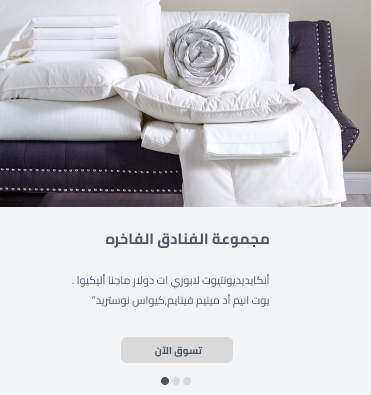 مجموعة الفنادق الفاخره
أنكايديديونتيوت لابوري ات دولار ماجنا أليكيوا .
يوت انيم أد مينيم فينايم,كيواس نوستريد"
تسوق الآن